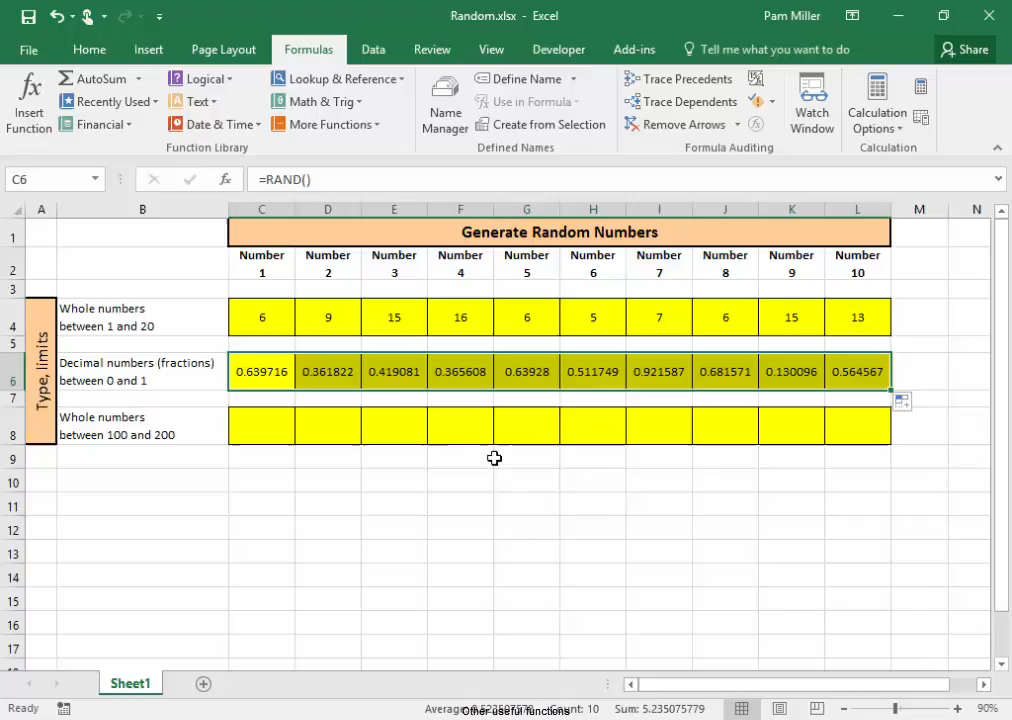 Random.xlsx - Excel
Pam Miller
File Home Insert Page Layout Formulas Data Review View Developer Add-ins Tell me what you want to do Share
fx
Insert Function
AutoSum
Recently Used
Financial
Logical
Text
Date & Time
Lookup & Reference
Math & Trig
More Functions
Function Library
Name Manager
Define Name
Use in Formula
Create from Selection
Defined Names
Trace Precedents
Trace Dependents
Remove Arrows
Formula Auditing
Watch Window
Calculation Options
Calculation
C6
fx
=RAND()
A B C D E F G H I J K L M N
1 Generate Random Numbers
2 Number 1 Number 2 Number 3 Number 4 Number 5 Number 6 Number 7 Number 8 Number 9 Number 10
3
Type, limits
4 Whole numbers between 1 and 20 6 9 15 16 6 5 7 6 15 13
5
6 Decimal numbers (fractions) between 0 and 1 0.639716 0.361822 0.419081 0.365608 0.63928 0.511749 0.921587 0.681571 0.130096 0.564567
7
8 Whole numbers between 100 and 200
9
10
11
12
13
14
15
16
17
Sheet1
Ready
Average: Count: 10 Sum: 5.235075779 90%
Other useful functions